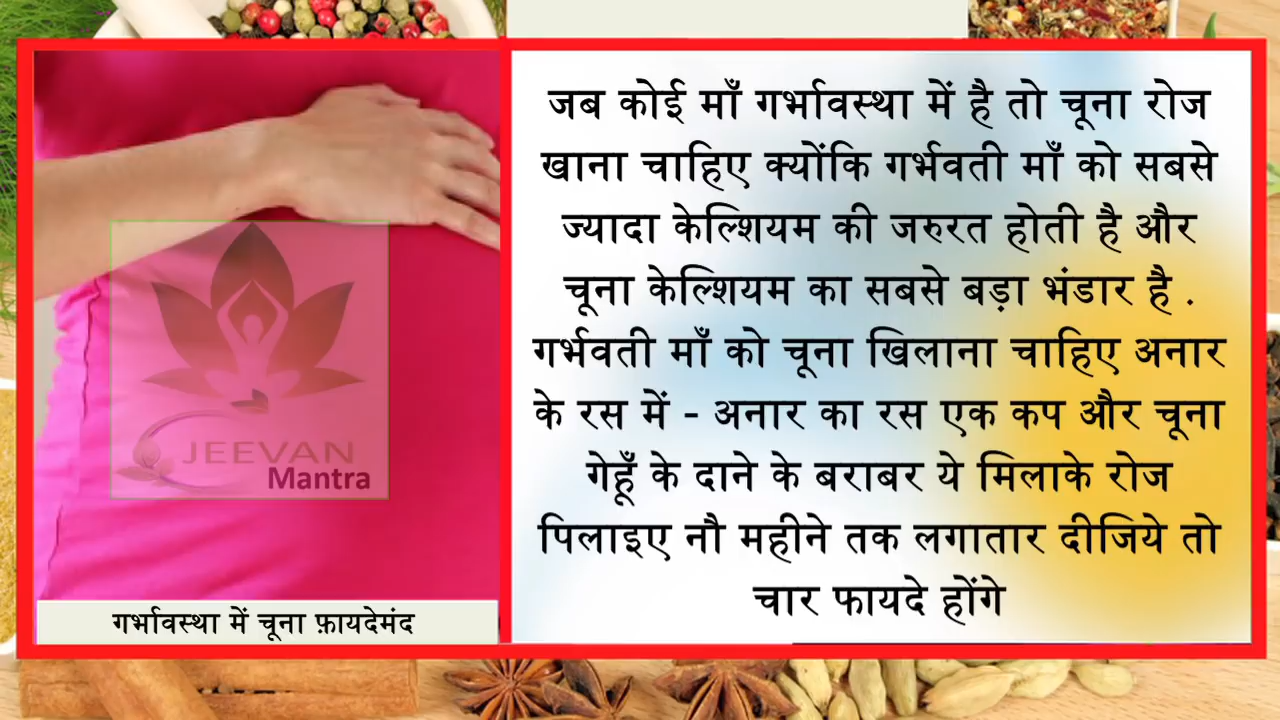 जब कोई माँ गर्भावस्था में है तो चूना रोज
खाना चाहिए क्योंकि गर्भवती माँ को सबसे
ज्यादा केल्शियम की जरुरत होती है और
चूना केल्शियम का सबसे बड़ा भंडार है .
गर्भवती माँ को चूना खिलाना चाहिए अनार
के रस में - अनार का रस एक कप और चूना
गेहूँ के दाने के बराबर ये मिलाके रोज
पिलाइए नौ महीने तक लगातार दीजिये तो
चार फायदे होंगे
JEEVAN
Mantra
गर्भावस्था में चूना फ़ायदेमंद